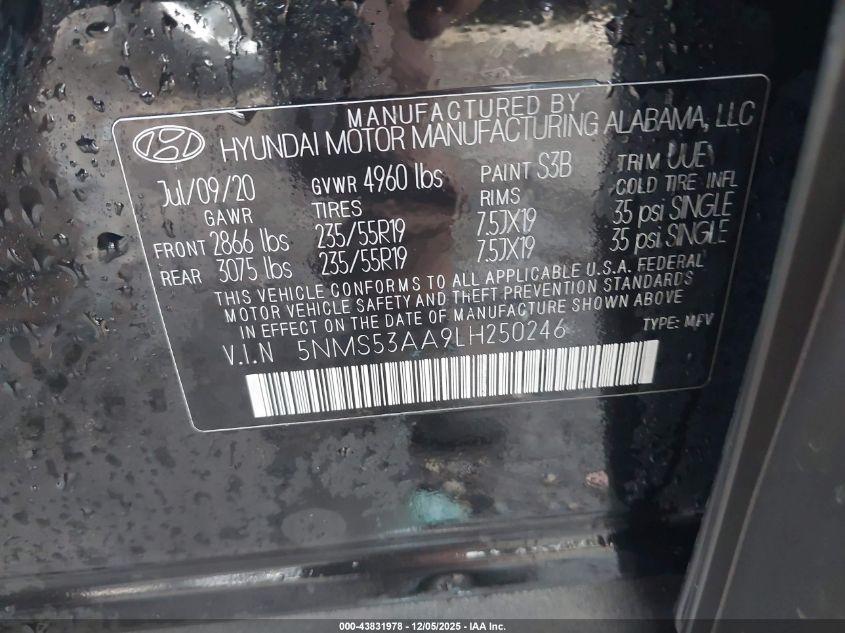 MANUFACTURED BY
HYUNDAI MOTOR MANUFACTURING ALABAMA, LLC
Jul/09/20 GVWR 4960 lbs PAINT S3B TRIM UUE
GAWR TIRES RIMS COLD TIRE INFL
FRONT 2866 lbs 235/55R19 7.5JX19 35 psi SINGLE
REAR 3075 lbs 235/55R19 7.5JX19 35 psi SINGLE
THIS VEHICLE CONFORMS TO ALL APPLICABLE U.S.A. FEDERAL
MOTOR VEHICLE SAFETY AND THEFT PREVENTION STANDARDS
IN EFFECT ON THE DATE OF MANUFACTURE SHOWN ABOVE
V.I.N 5NMS53AA9LH250246 TYPE: MPV
000-43831978 - 12/05/2025 - IAA Inc.